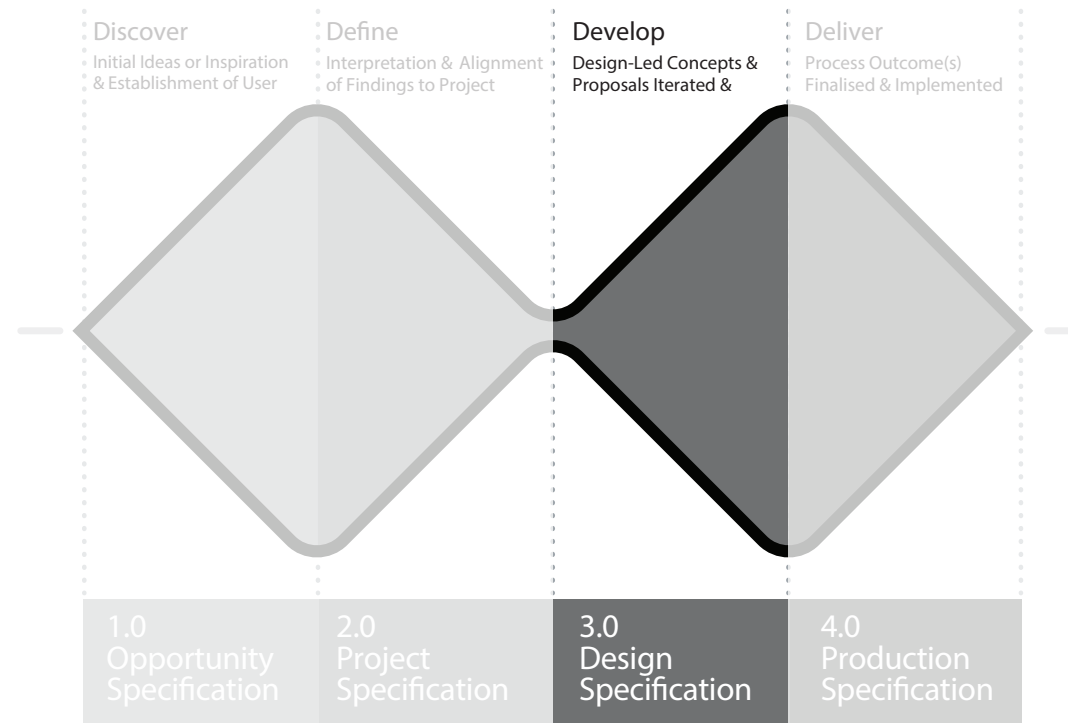 Discover
Initial Ideas or Inspiration
& Establishment of User
Define
Interpretation & Alignment
of Findings to Project
Develop
Design-Led Concepts &
Proposals Iterated &
Deliver
Process Outcome(s)
Finalised & Implemented
1.0
Opportunity
Specification
2.0
Project
Specification
3.0
Design
Specification
4.0
Production
Specification